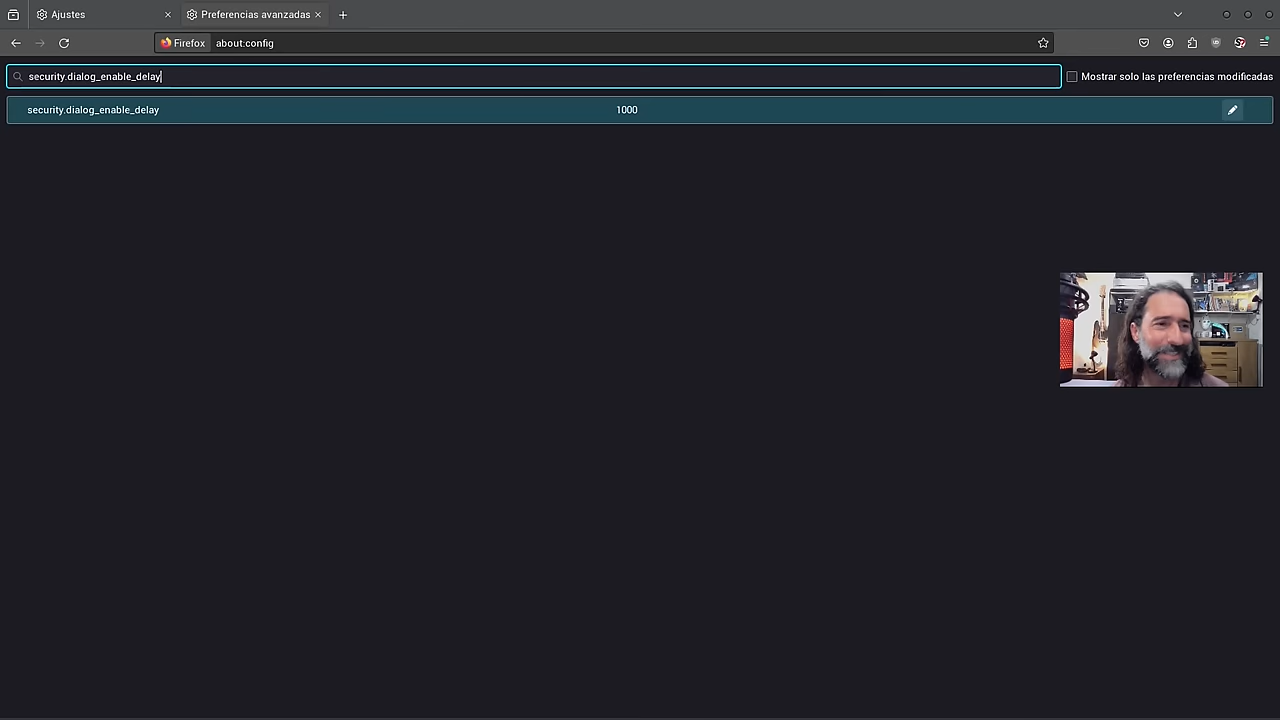 Ajustes
Preferencias avanzadas
Firefox
about:config
security.dialog_enable_delay
Mostrar solo las preferencias modificadas
security.dialog_enable_delay
1000